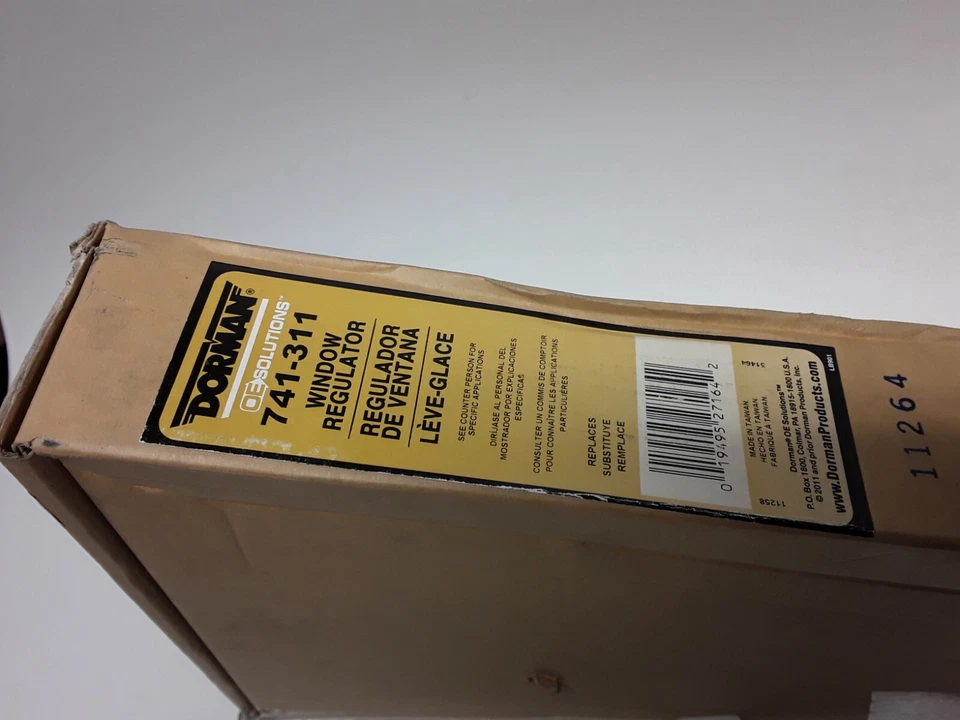 DORMAN®
OE SOLUTIONS™
741-311
WINDOW
REGULATOR
REGULADOR
DE VENTANA
LÈVE-GLACE
SEE COUNTER PERSON FOR
SPECIFIC APPLICATIONS
DIRÍJASE AL PERSONAL DEL
MOSTRADOR POR EXPLICACIONES
ESPECÍFICAS
CONSULTER UN COMMIS DE COMPTOIR
POUR CONNAÎTRE LES APPLICATIONS
PARTICULIÈRES
REPLACES
SUBSTITUYE
REMPLACE
0 19495 27164 2
MADE IN TAIWAN
HECHO EN TAIWAN
FABRIQUÉ À TAIWAN
11258
Dorman® OE Solutions™
P.O. Box 1800, Colmar, PA 18915-1800 U.S.A.
© 2011 and prior Dorman Products, Inc.
www.DormanProducts.com
L8901
11264